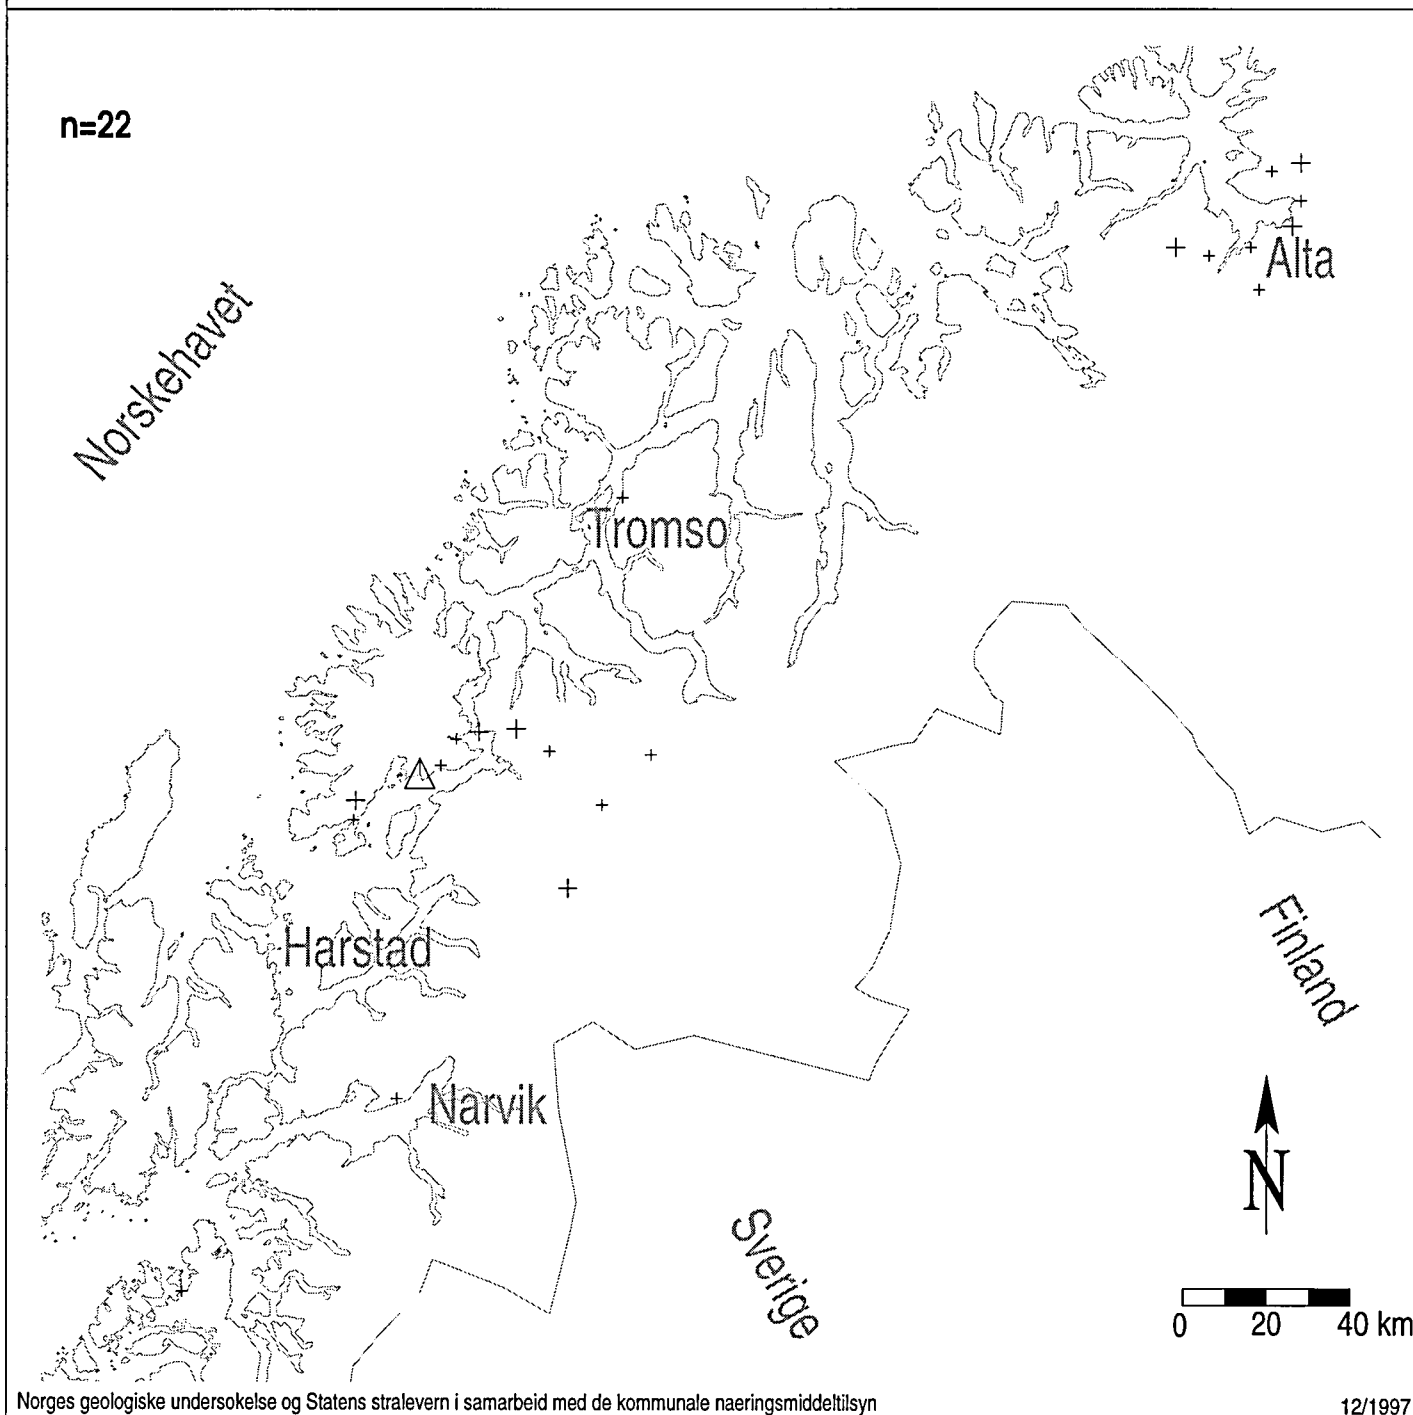 n=22
Norskehavet
Alta
Tromso
Harstad
Finland
Narvik
N
Sverige
0 20 40 km
Norges geologiske undersokelse og Statens stralevern i samarbeid med de kommunale naeringsmiddeltilsyn
12/1997